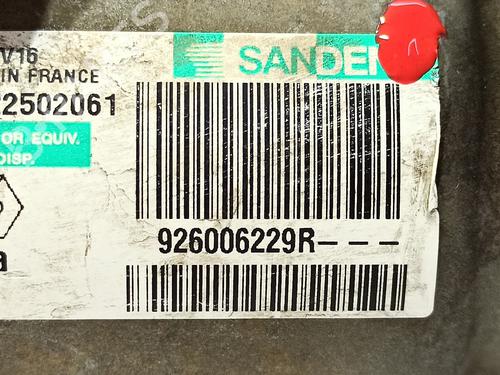 V16
SANDEN
IN FRANCE
2502061
OR EQUIV.
DISP.
926006229R---